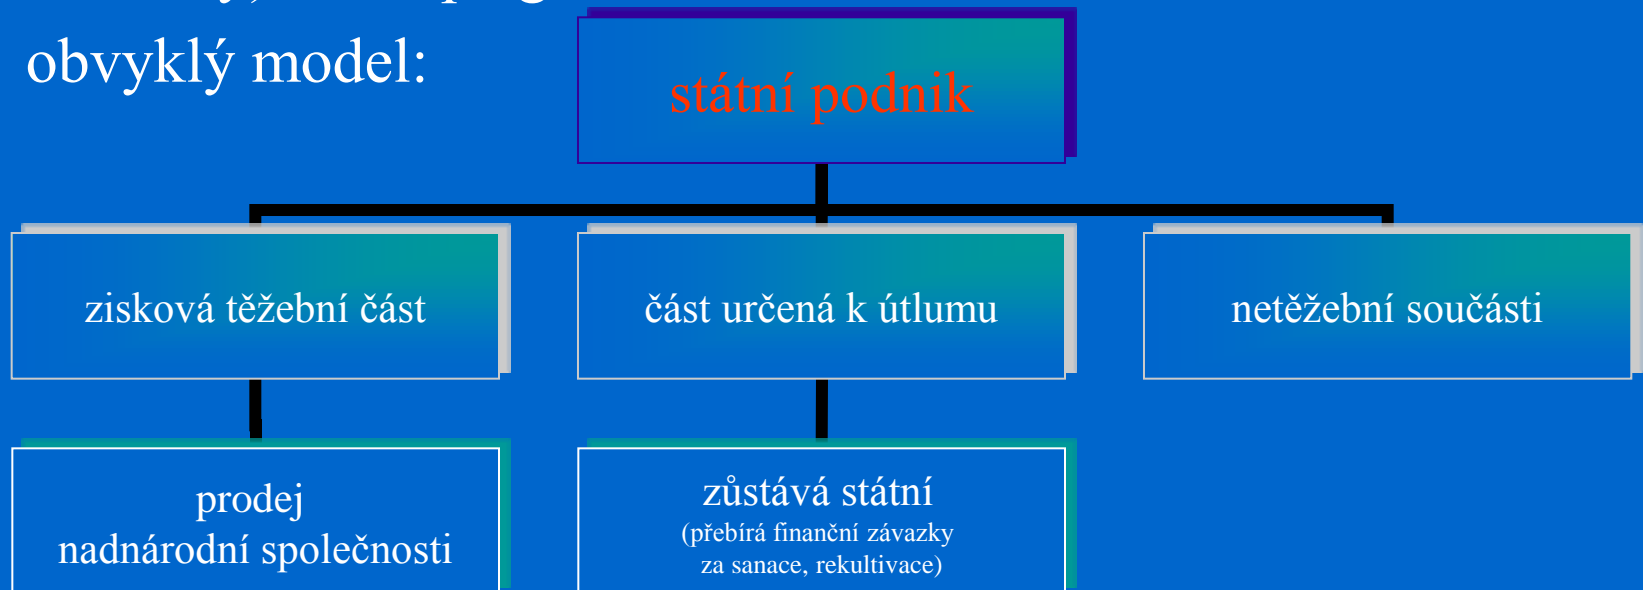 obvyklý model:
státní podnik
zisková těžební část
část určená k útlumu
netěžební součásti
prodej
nadnárodní společnosti
zůstává státní
(přebírá finanční závazky
za sanace, rekultivace)